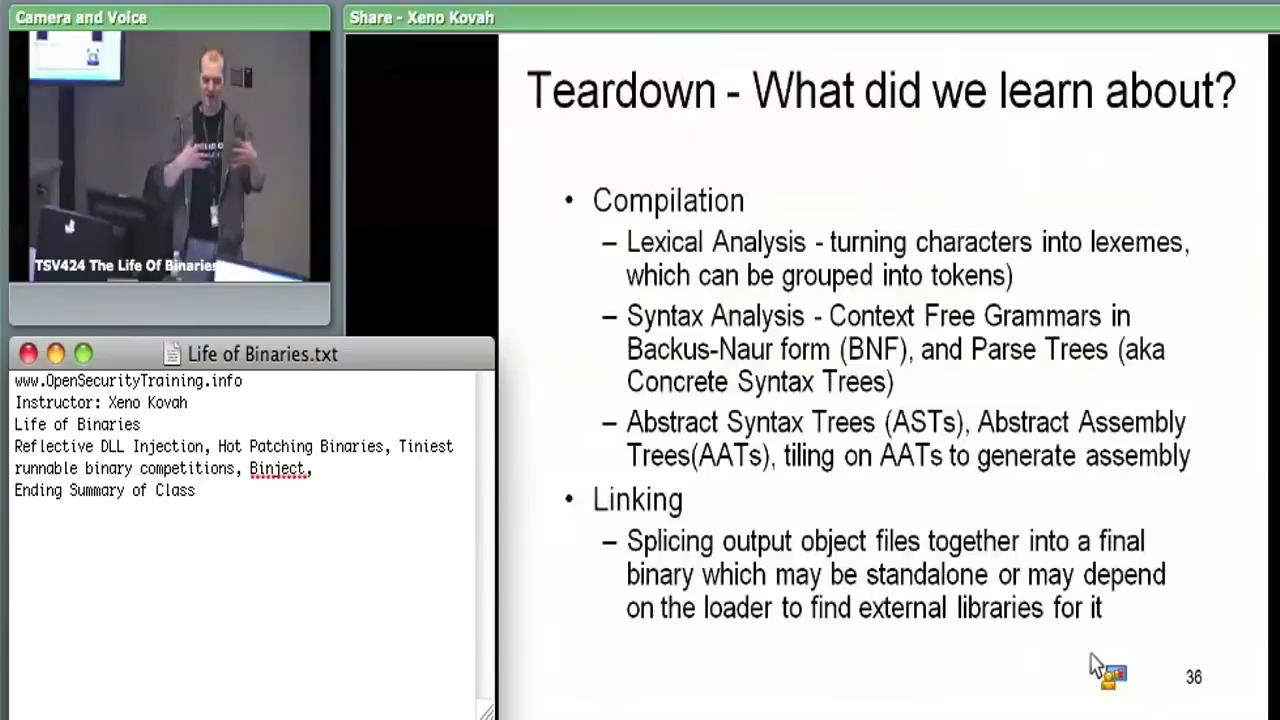 Camera and Voice
Share - Xeno Kovah
TSV424 The Life Of Binaries
Life of Binaries.txt
www.OpenSecurityTraining.info
Instructor: Xeno Kovah
Life of Binaries
Reflective DLL Injection, Hot Patching Binaries, Tiniest
runnable binary competitions, Binject,
Ending Summary of Class
Teardown - What did we learn about?
• Compilation
– Lexical Analysis - turning characters into lexemes,
which can be grouped into tokens)
– Syntax Analysis - Context Free Grammars in
Backus-Naur form (BNF), and Parse Trees (aka
Concrete Syntax Trees)
– Abstract Syntax Trees (ASTs), Abstract Assembly
Trees(AATs), tiling on AATs to generate assembly
• Linking
– Splicing output object files together into a final
binary which may be standalone or may depend
on the loader to find external libraries for it
36